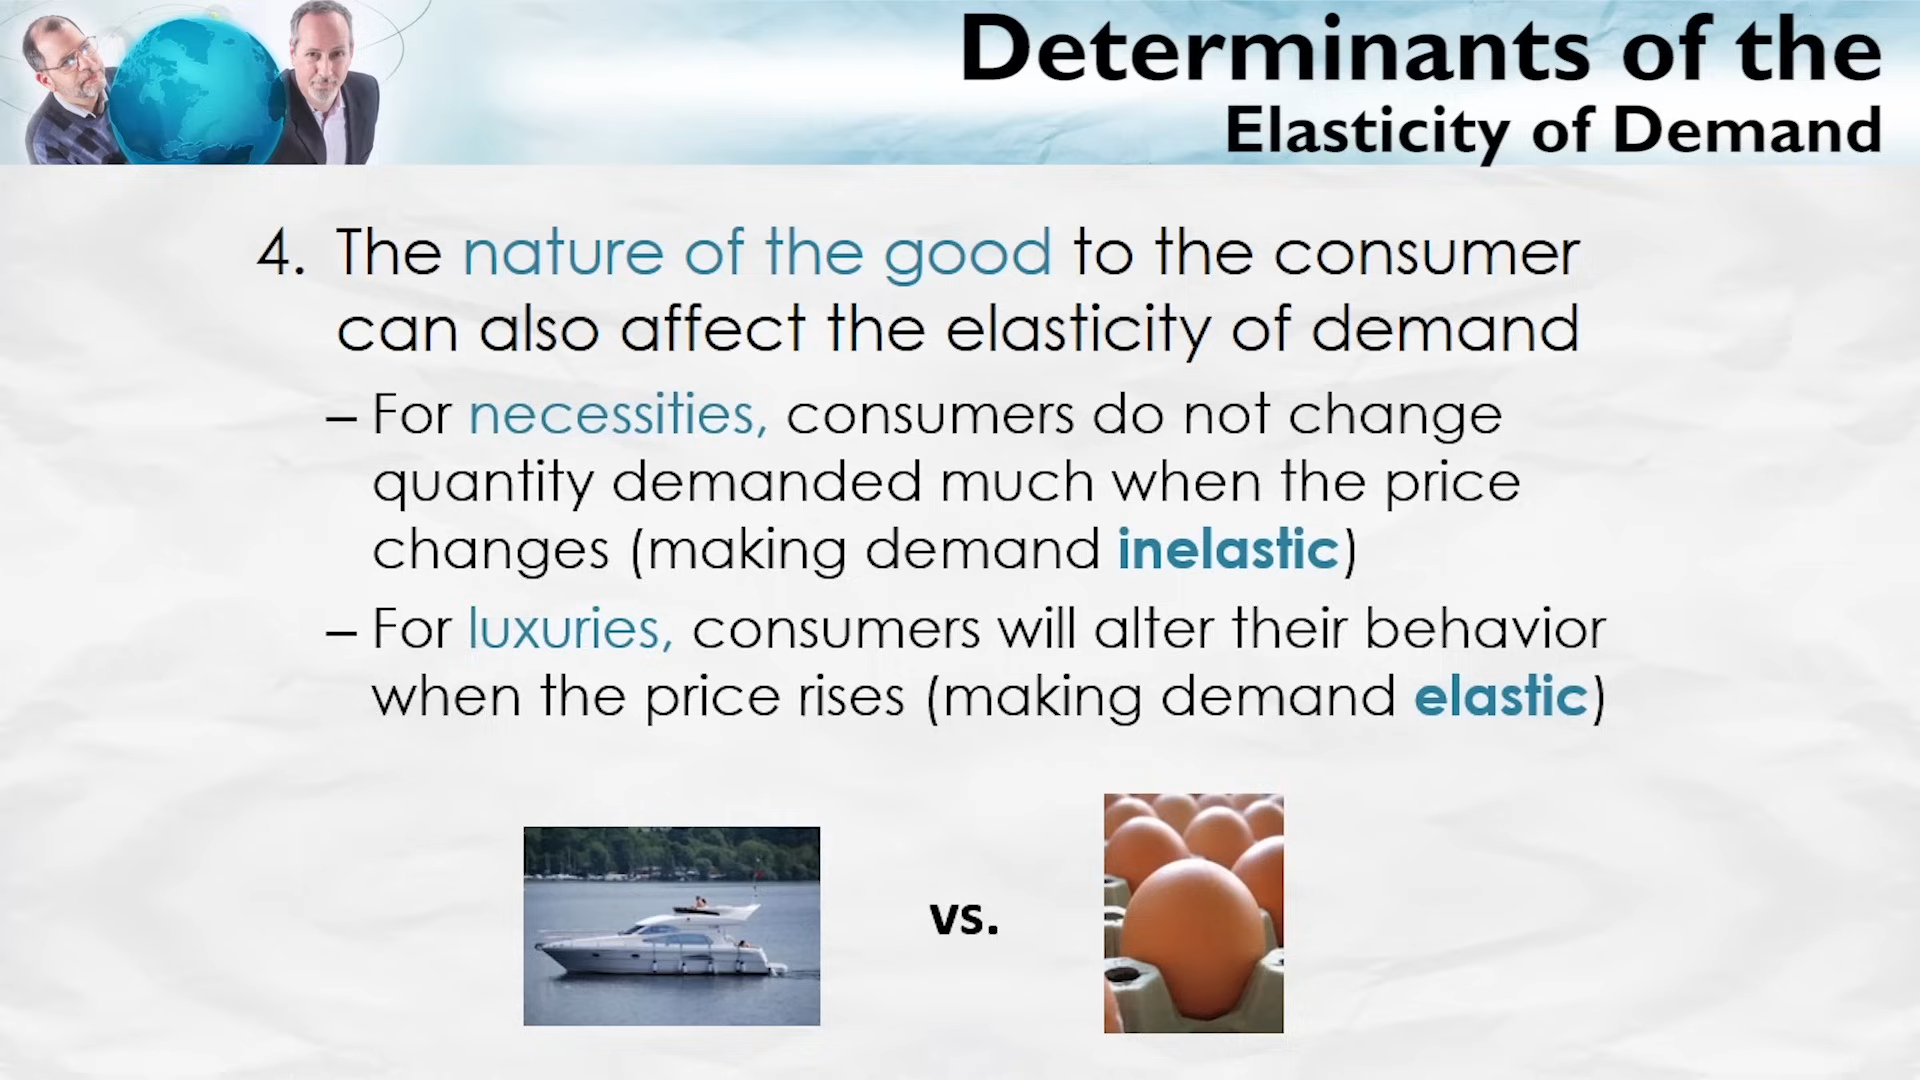 Determinants of the
Elasticity of Demand
4. The nature of the good to the consumer
can also affect the elasticity of demand
– For necessities, consumers do not change
quantity demanded much when the price
changes (making demand inelastic)
– For luxuries, consumers will alter their behavior
when the price rises (making demand elastic)
vs.